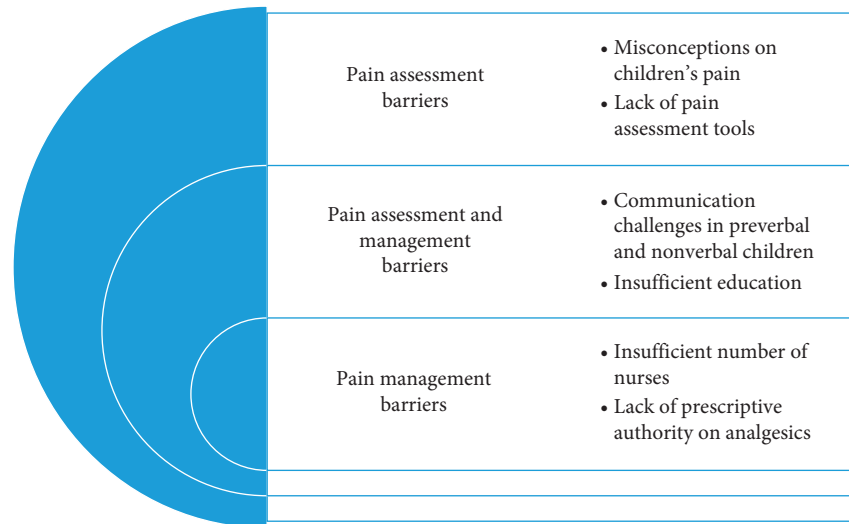 Pain assessment
barriers
• Misconceptions on
children’s pain
• Lack of pain
assessment tools
Pain assessment and
management
barriers
• Communication
challenges in preverbal
and nonverbal children
• Insufficient education
Pain management
barriers
• Insufficient number of
nurses
• Lack of prescriptive
authority on analgesics